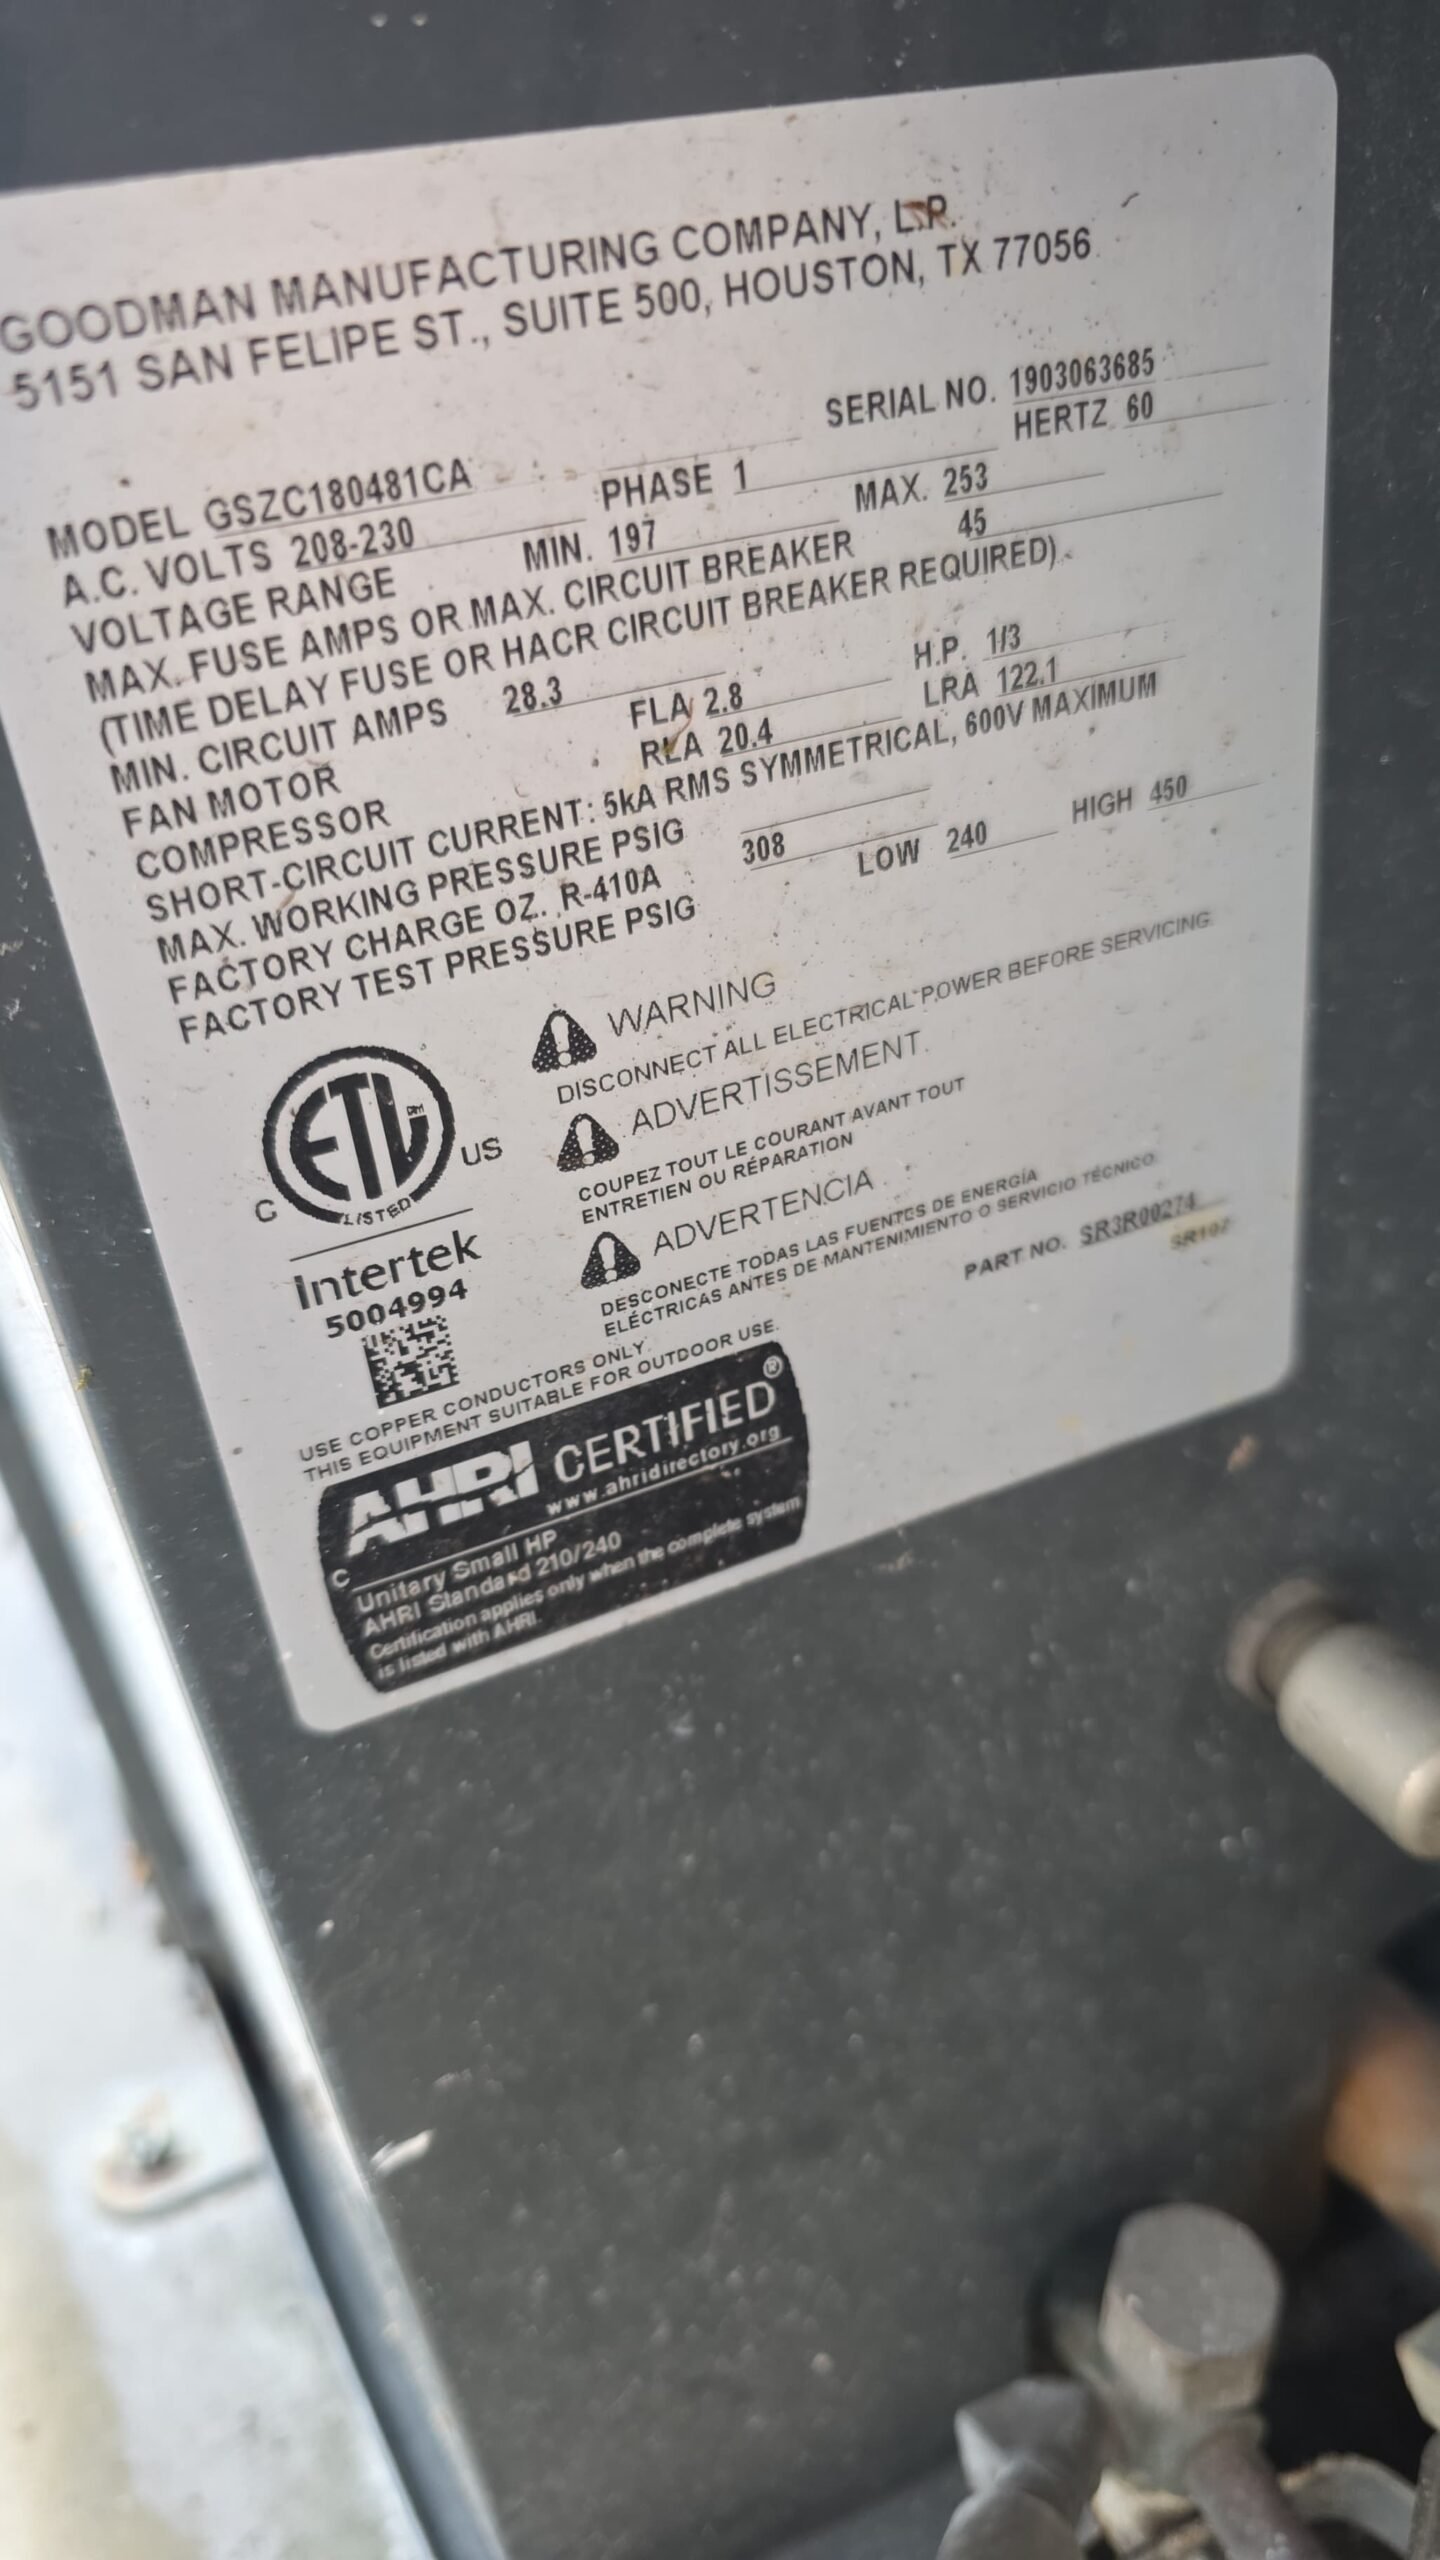 GOODMAN MANUFACTURING COMPANY, L.P.
5151 SAN FELIPE ST., SUITE 500, HOUSTON, TX 77056
SERIAL NO. 1903063685
MODEL GSZC180481CA PHASE 1 HERTZ 60
A.C. VOLTS 208-230
VOLTAGE RANGE MIN. 197 MAX. 253
MAX. FUSE AMPS OR MAX. CIRCUIT BREAKER 45
(TIME DELAY FUSE OR HACR CIRCUIT BREAKER REQUIRED)
MIN. CIRCUIT AMPS 28.3
FAN MOTOR FLA 2.8 H.P. 1/3
COMPRESSOR RLA 20.4 LRA 122.1
SHORT-CIRCUIT CURRENT: 5kA RMS SYMMETRICAL, 600V MAXIMUM
MAX. WORKING PRESSURE PSIG
FACTORY CHARGE OZ. R-410A 308
FACTORY TEST PRESSURE PSIG LOW 240 HIGH 450
WARNING
DISCONNECT ALL ELECTRICAL POWER BEFORE SERVICING
ADVERTISSEMENT
COUPEZ TOUT LE COURANT AVANT TOUT
ENTRETIEN OU RÉPARATION
ADVERTENCIA
DESCONECTE TODAS LAS FUENTES DE ENERGÍA
ELÉCTRICAS ANTES DE MANTENIMIENTO O SERVICIO TÉCNICO
C ETL US
LISTED
Intertek
5004994
PART NO. SR3R00274
USE COPPER CONDUCTORS ONLY.
THIS EQUIPMENT SUITABLE FOR OUTDOOR USE.
AHRI CERTIFIED®
www.ahridirectory.org
C
Unitary Small HP
AHRI Standard 210/240
Certification applies only when the complete system
is listed with AHRI.